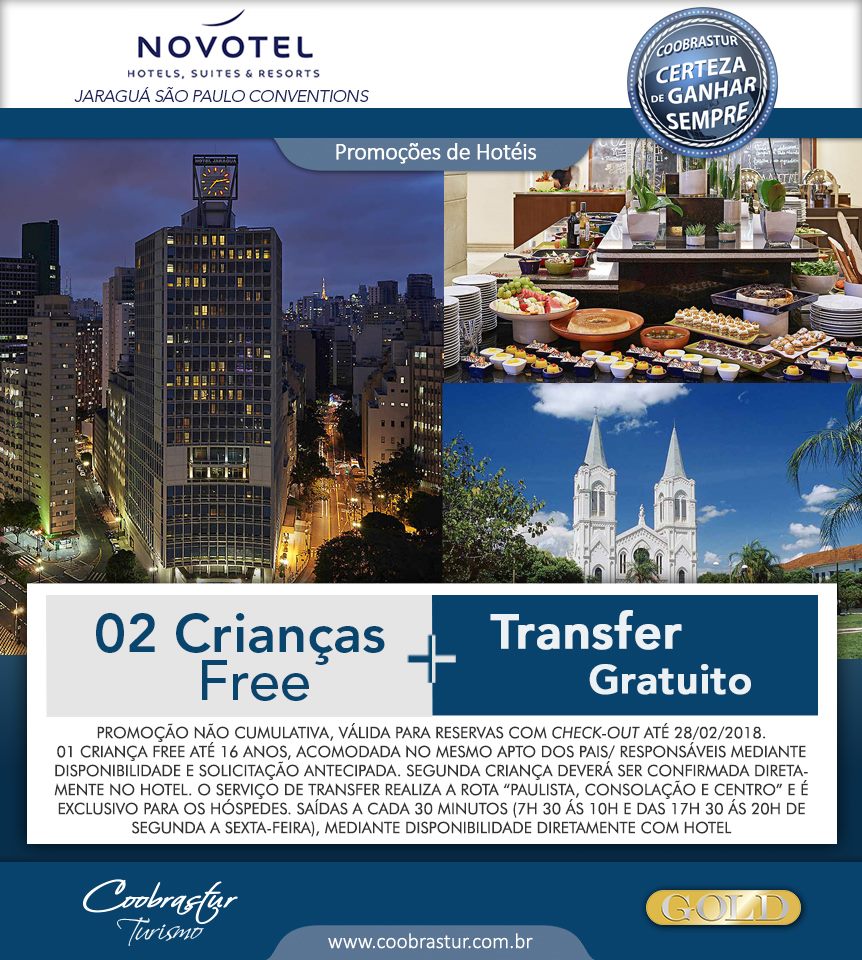 NOVOTEL
HOTELS, SUITES & RESORTS
JARAGUÁ SÃO PAULO CONVENTIONS
COOBRASTUR
CERTEZA
DE GANHAR
SEMPRE
Promoções de Hotéis
HOTEL JARAGUA
02 Crianças
Free
+
Transfer
Gratuito
PROMOÇÃO NÃO CUMULATIVA, VÁLIDA PARA RESERVAS COM CHECK-OUT ATÉ 28/02/2018.
01 CRIANÇA FREE ATÉ 16 ANOS, ACOMODADA NO MESMO APTO DOS PAIS/ RESPONSÁVEIS MEDIANTE
DISPONIBILIDADE E SOLICITAÇÃO ANTECIPADA. SEGUNDA CRIANÇA DEVERÁ SER CONFIRMADA DIRETA-
MENTE NO HOTEL. O SERVIÇO DE TRANSFER REALIZA A ROTA “PAULISTA, CONSOLAÇÃO E CENTRO” E É
EXCLUSIVO PARA OS HÓSPEDES. SAÍDAS A CADA 30 MINUTOS (7H 30 ÁS 10H E DAS 17H 30 ÁS 20H DE
SEGUNDA A SEXTA-FEIRA), MEDIANTE DISPONIBILIDADE DIRETAMENTE COM HOTEL
Coobrastur
Turismo
GOLD
www.coobrastur.com.br